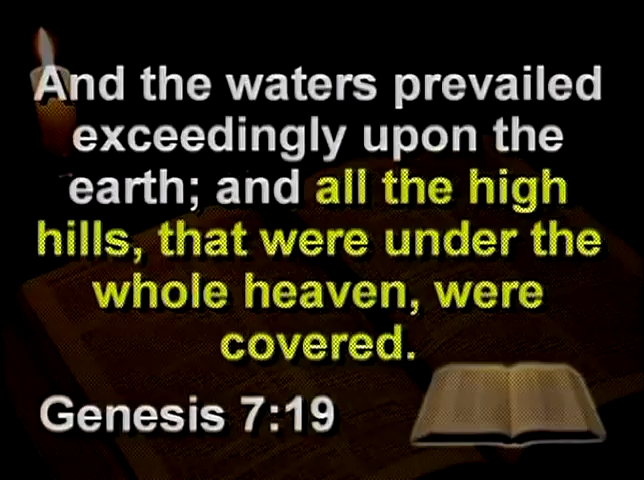 And the waters prevailed
exceedingly upon the
earth; and all the high
hills, that were under the
whole heaven, were
covered.
Genesis 7:19